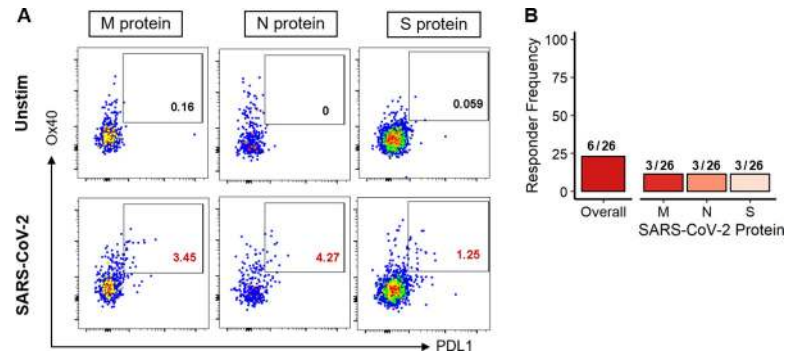 A
M protein
N protein
S protein
Unstim
0.16
0
0.059
Ox40
SARS-CoV-2
3.45
4.27
1.25
PDL1
B
Responder Frequency
100
75
50
25
0
6 / 26
3 / 26
3 / 26
3 / 26
Overall
M
N
S
SARS-CoV-2 Protein